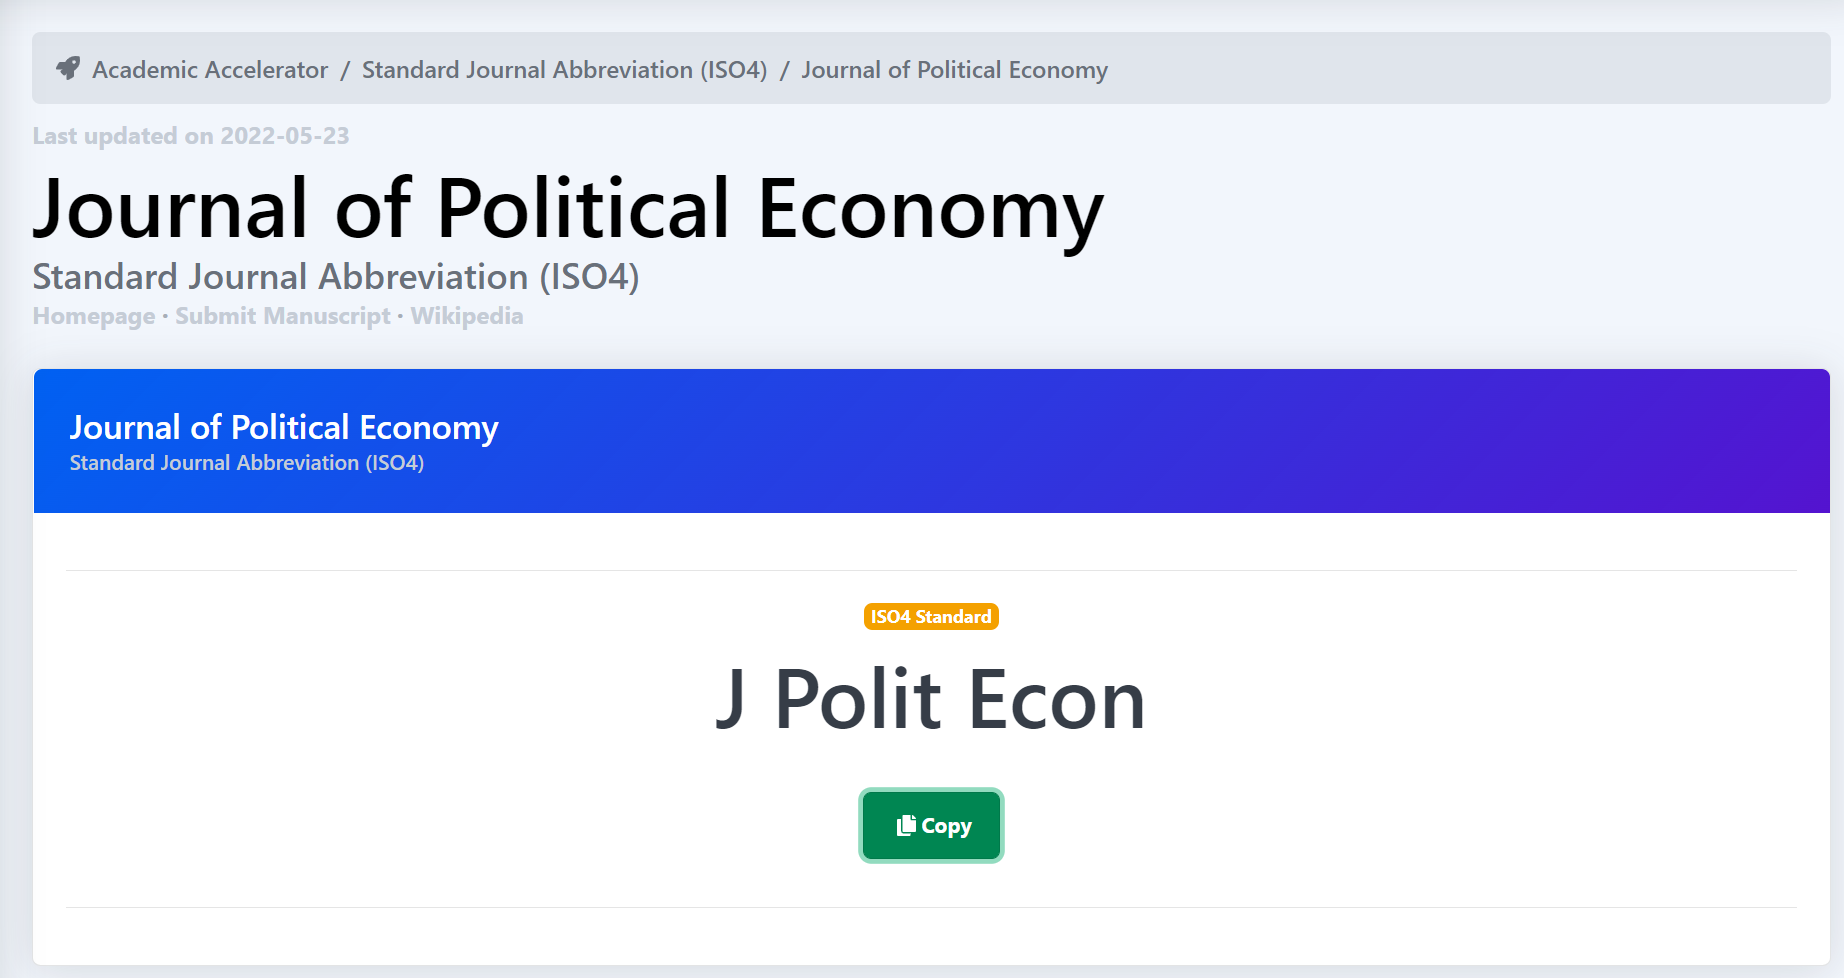 Academic Accelerator / Standard Journal Abbreviation (ISO4) / Journal of Political Economy
Last updated on 2022-05-23
Journal of Political Economy
Standard Journal Abbreviation (ISO4)
Homepage · Submit Manuscript · Wikipedia
Journal of Political Economy
Standard Journal Abbreviation (ISO4)
ISO4 Standard
J Polit Econ
Copy